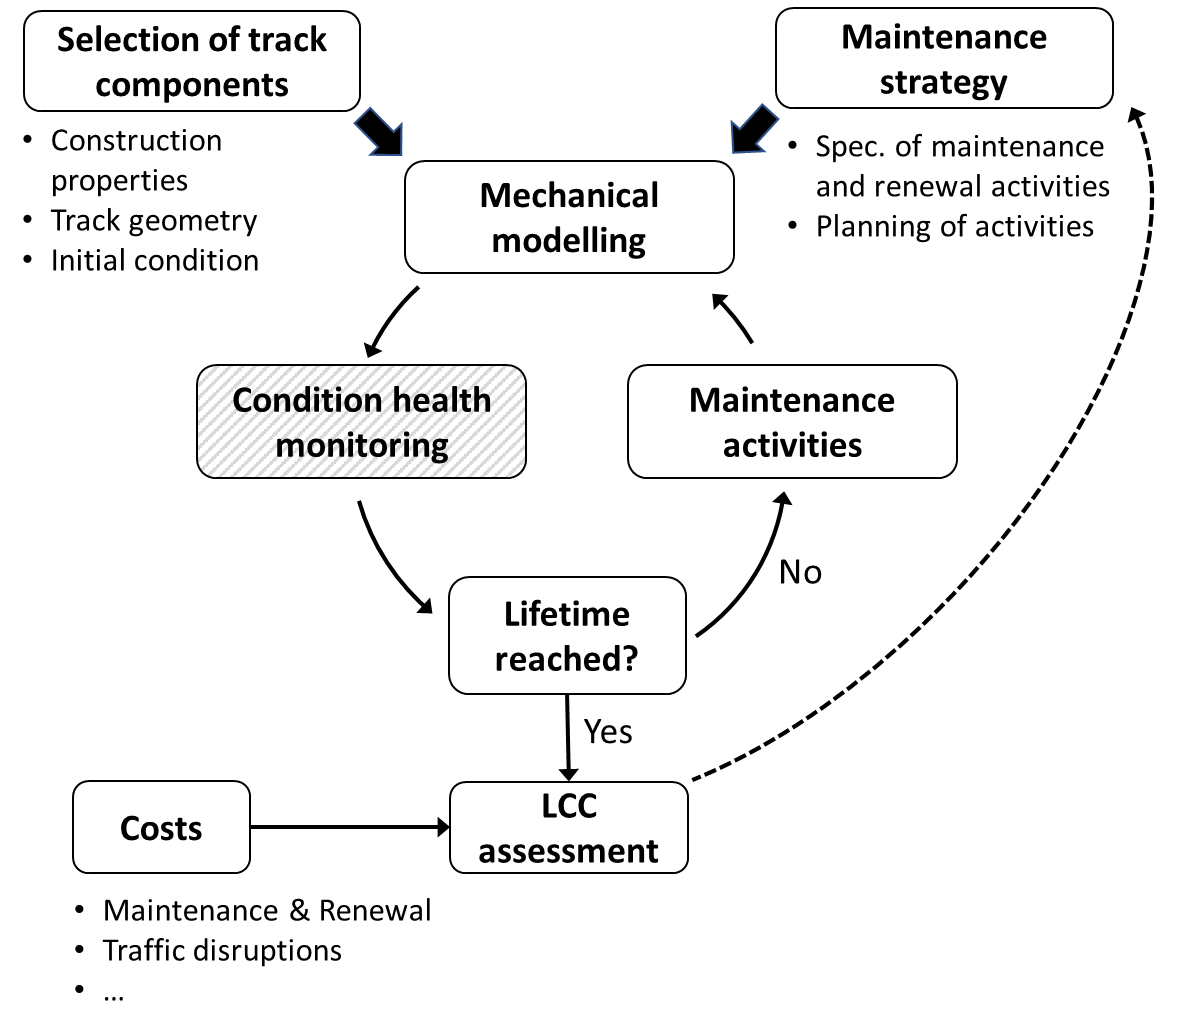 Selection of track
components
• Construction
properties
• Track geometry
• Initial condition
Maintenance
strategy
• Spec. of maintenance
and renewal activities
• Planning of activities
Mechanical
modelling
Condition health
monitoring
Maintenance
activities
Lifetime
reached?
No
Yes
Costs
LCC
assessment
• Maintenance & Renewal
• Traffic disruptions
• ...